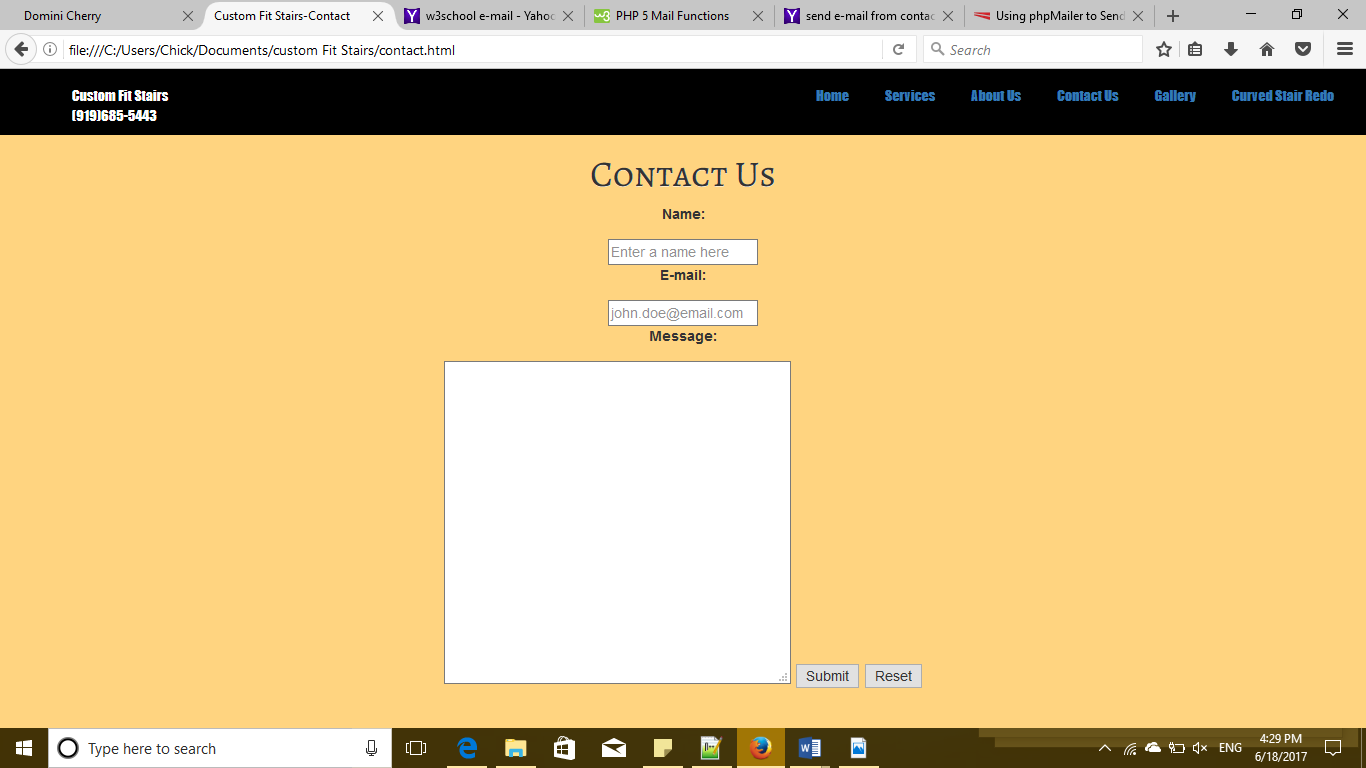 Domini Cherry
Custom Fit Stairs-Contact
w3school e-mail - Yahoo
PHP 5 Mail Functions
send e-mail from contac
Using phpMailer to Send
file:///C:/Users/Chick/Documents/custom Fit Stairs/contact.html
Search
Custom Fit Stairs
(919)685-5443
Home Services About Us Contact Us Gallery Curved Stair Redo
Contact Us
Name:
Enter a name here
E-mail:
john.doe@email.com
Message:
Submit Reset
Type here to search
ENG
4:29 PM
6/18/2017